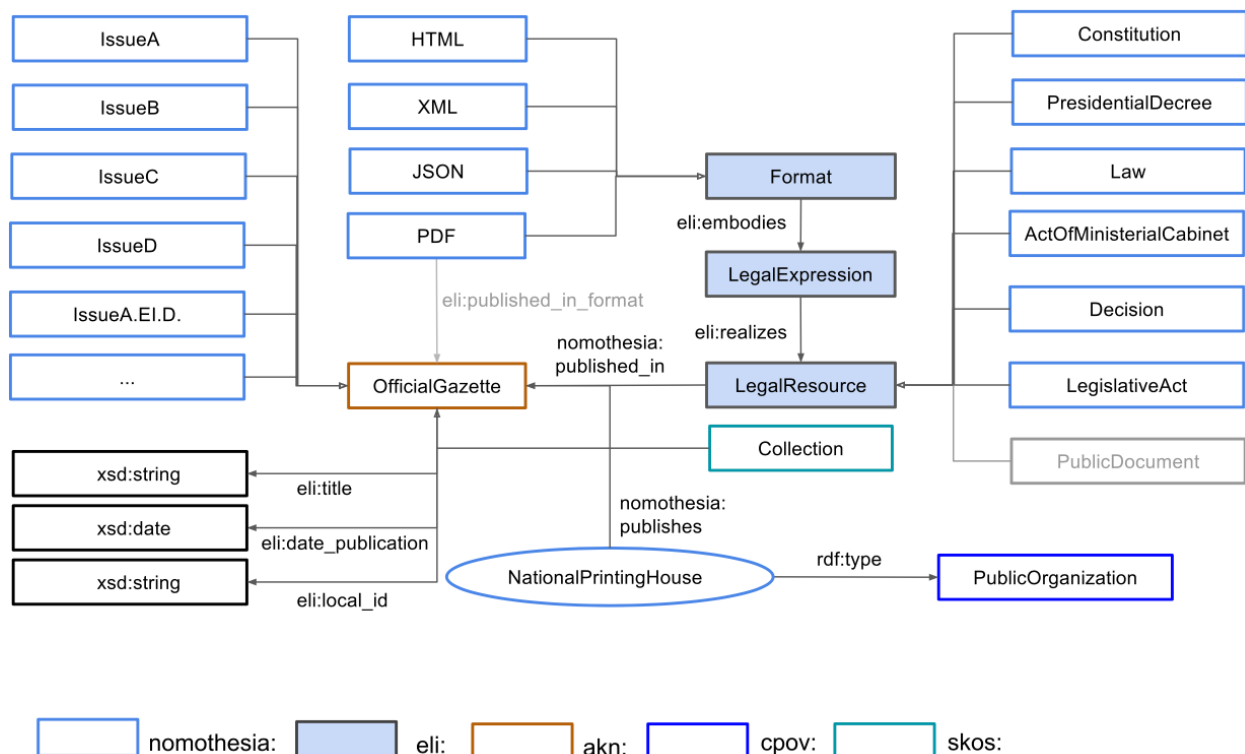 IssueA
HTML
Constitution
IssueB
XML
PresidentialDecree
IssueC
JSON
Format
Law
IssueD
PDF
eli:embodies
ActOfMinisterialCabinet
LegalExpression
IssueA.EI.D.
eli:published_in_format
Decision
eli:realizes
nomothesia:
published_in
...
OfficialGazette
LegalResource
LegislativeAct
Collection
PublicDocument
xsd:string
eli:title
nomothesia:
publishes
xsd:date
eli:date_publication
xsd:string
eli:local_id
NationalPrintingHouse
rdf:type
PublicOrganization
nomothesia:
eli:
akn:
cpov:
skos: